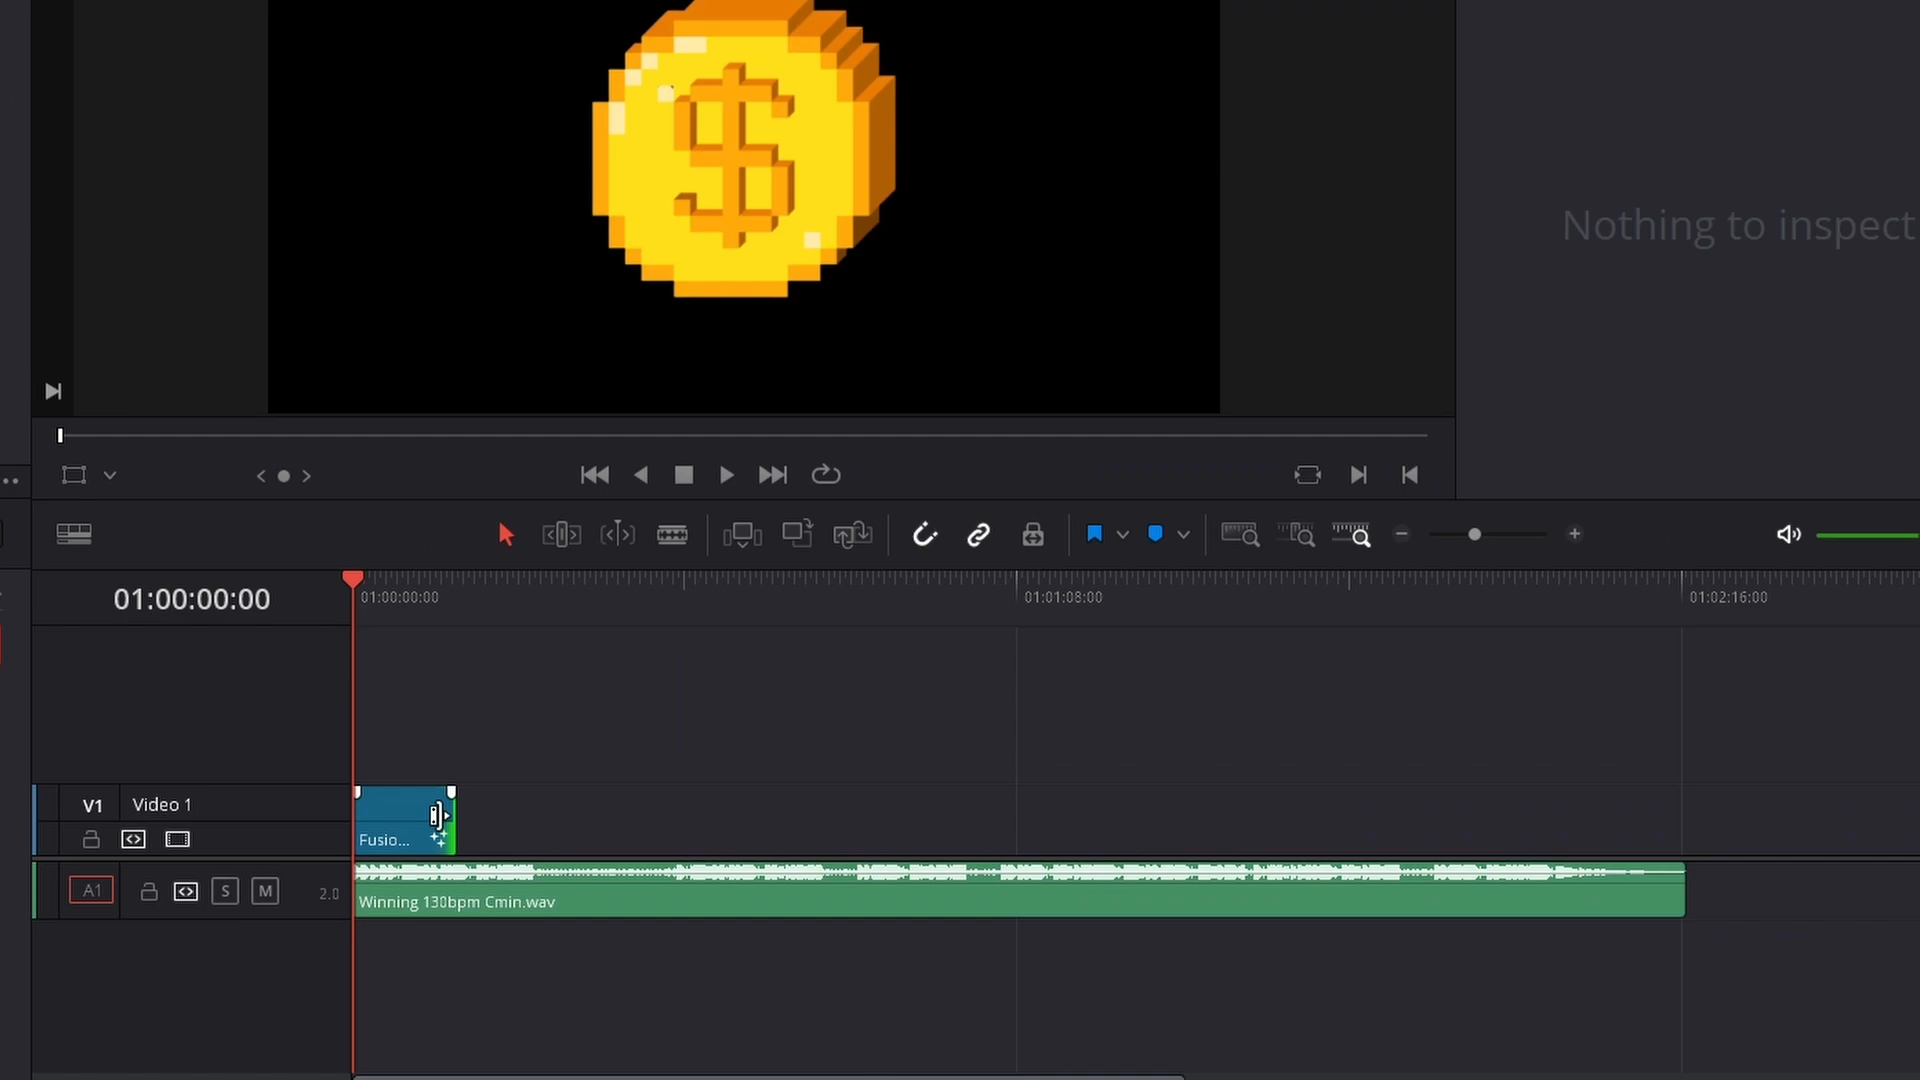 $
Nothing to inspect
01:00:00:00
01:00:00:00
01:01:08:00
01:02:16:00
V1
Video 1
Fusio...
A1
S
M
2.0
Winning 130bpm Cmin.wav